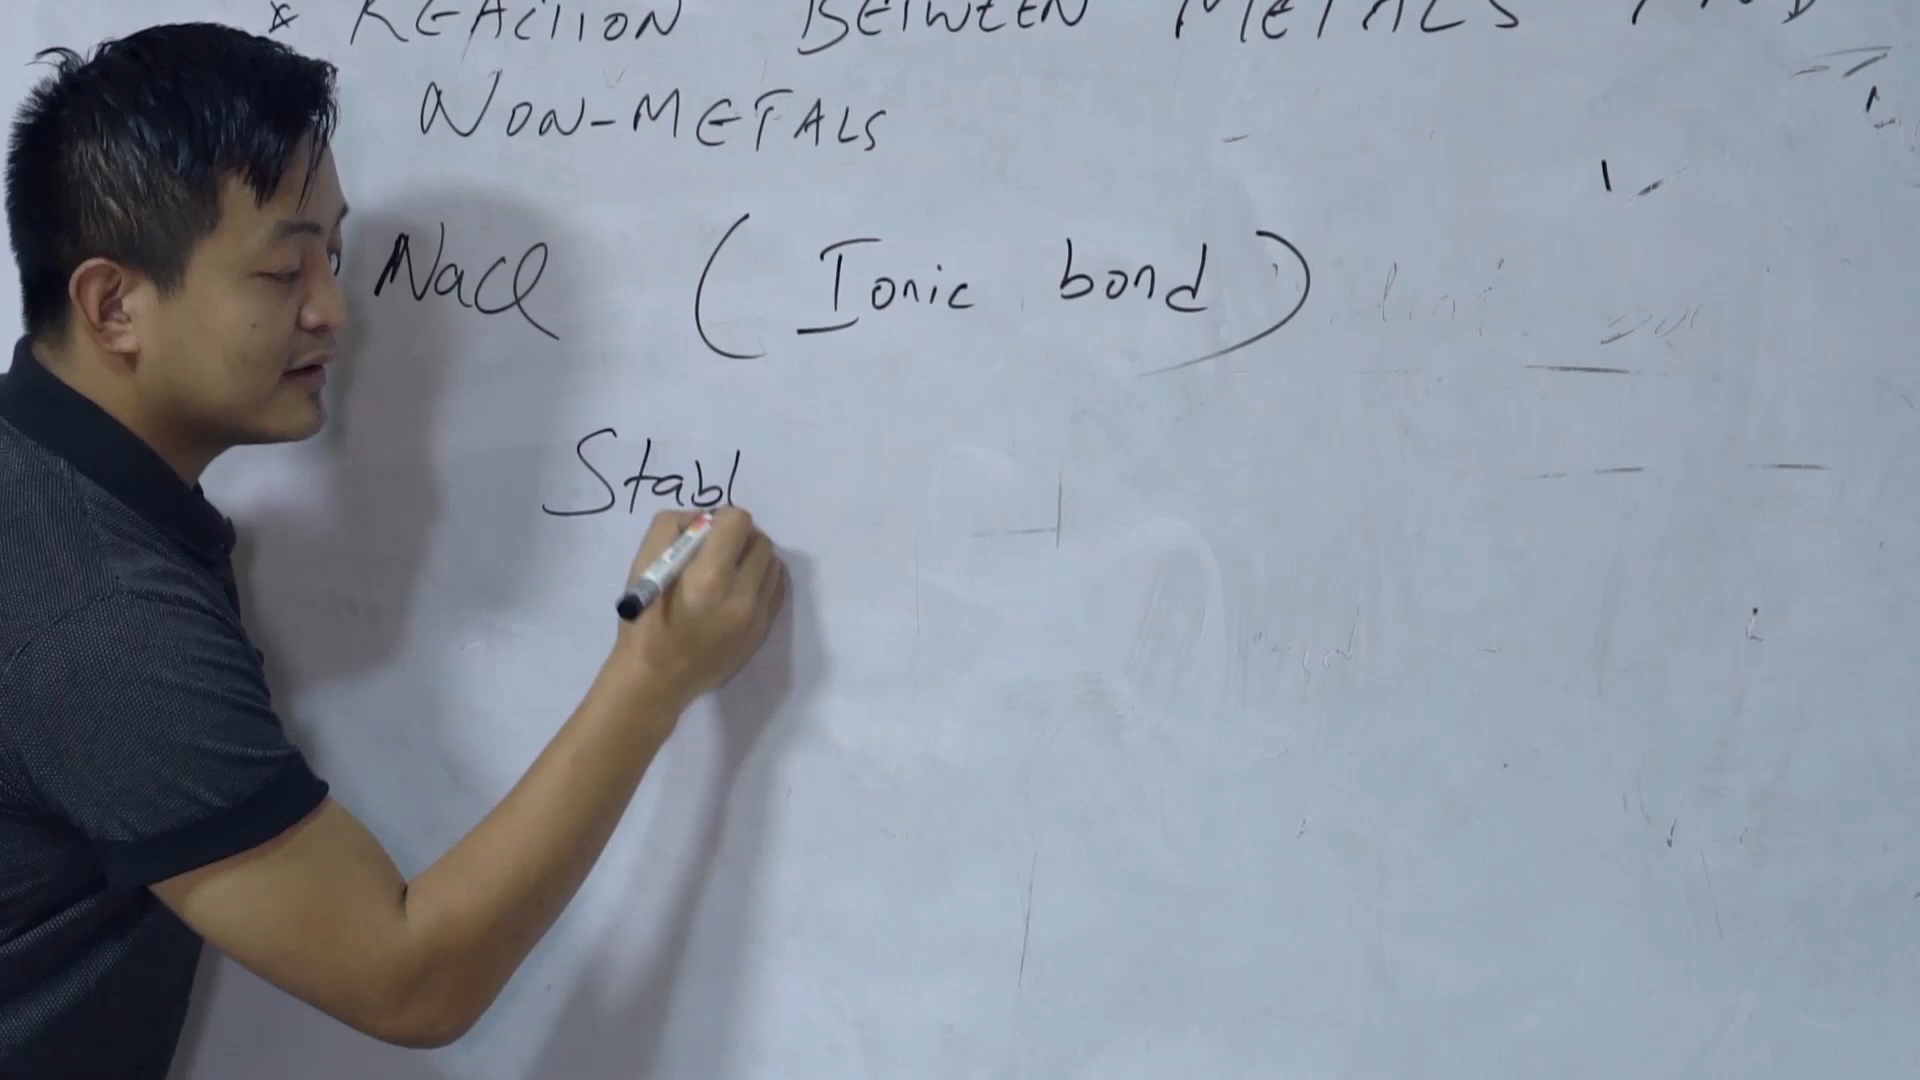 * REACTION BETWEEN METALS AND
NON-METALS
NaCl (Ionic bond)
Stabl